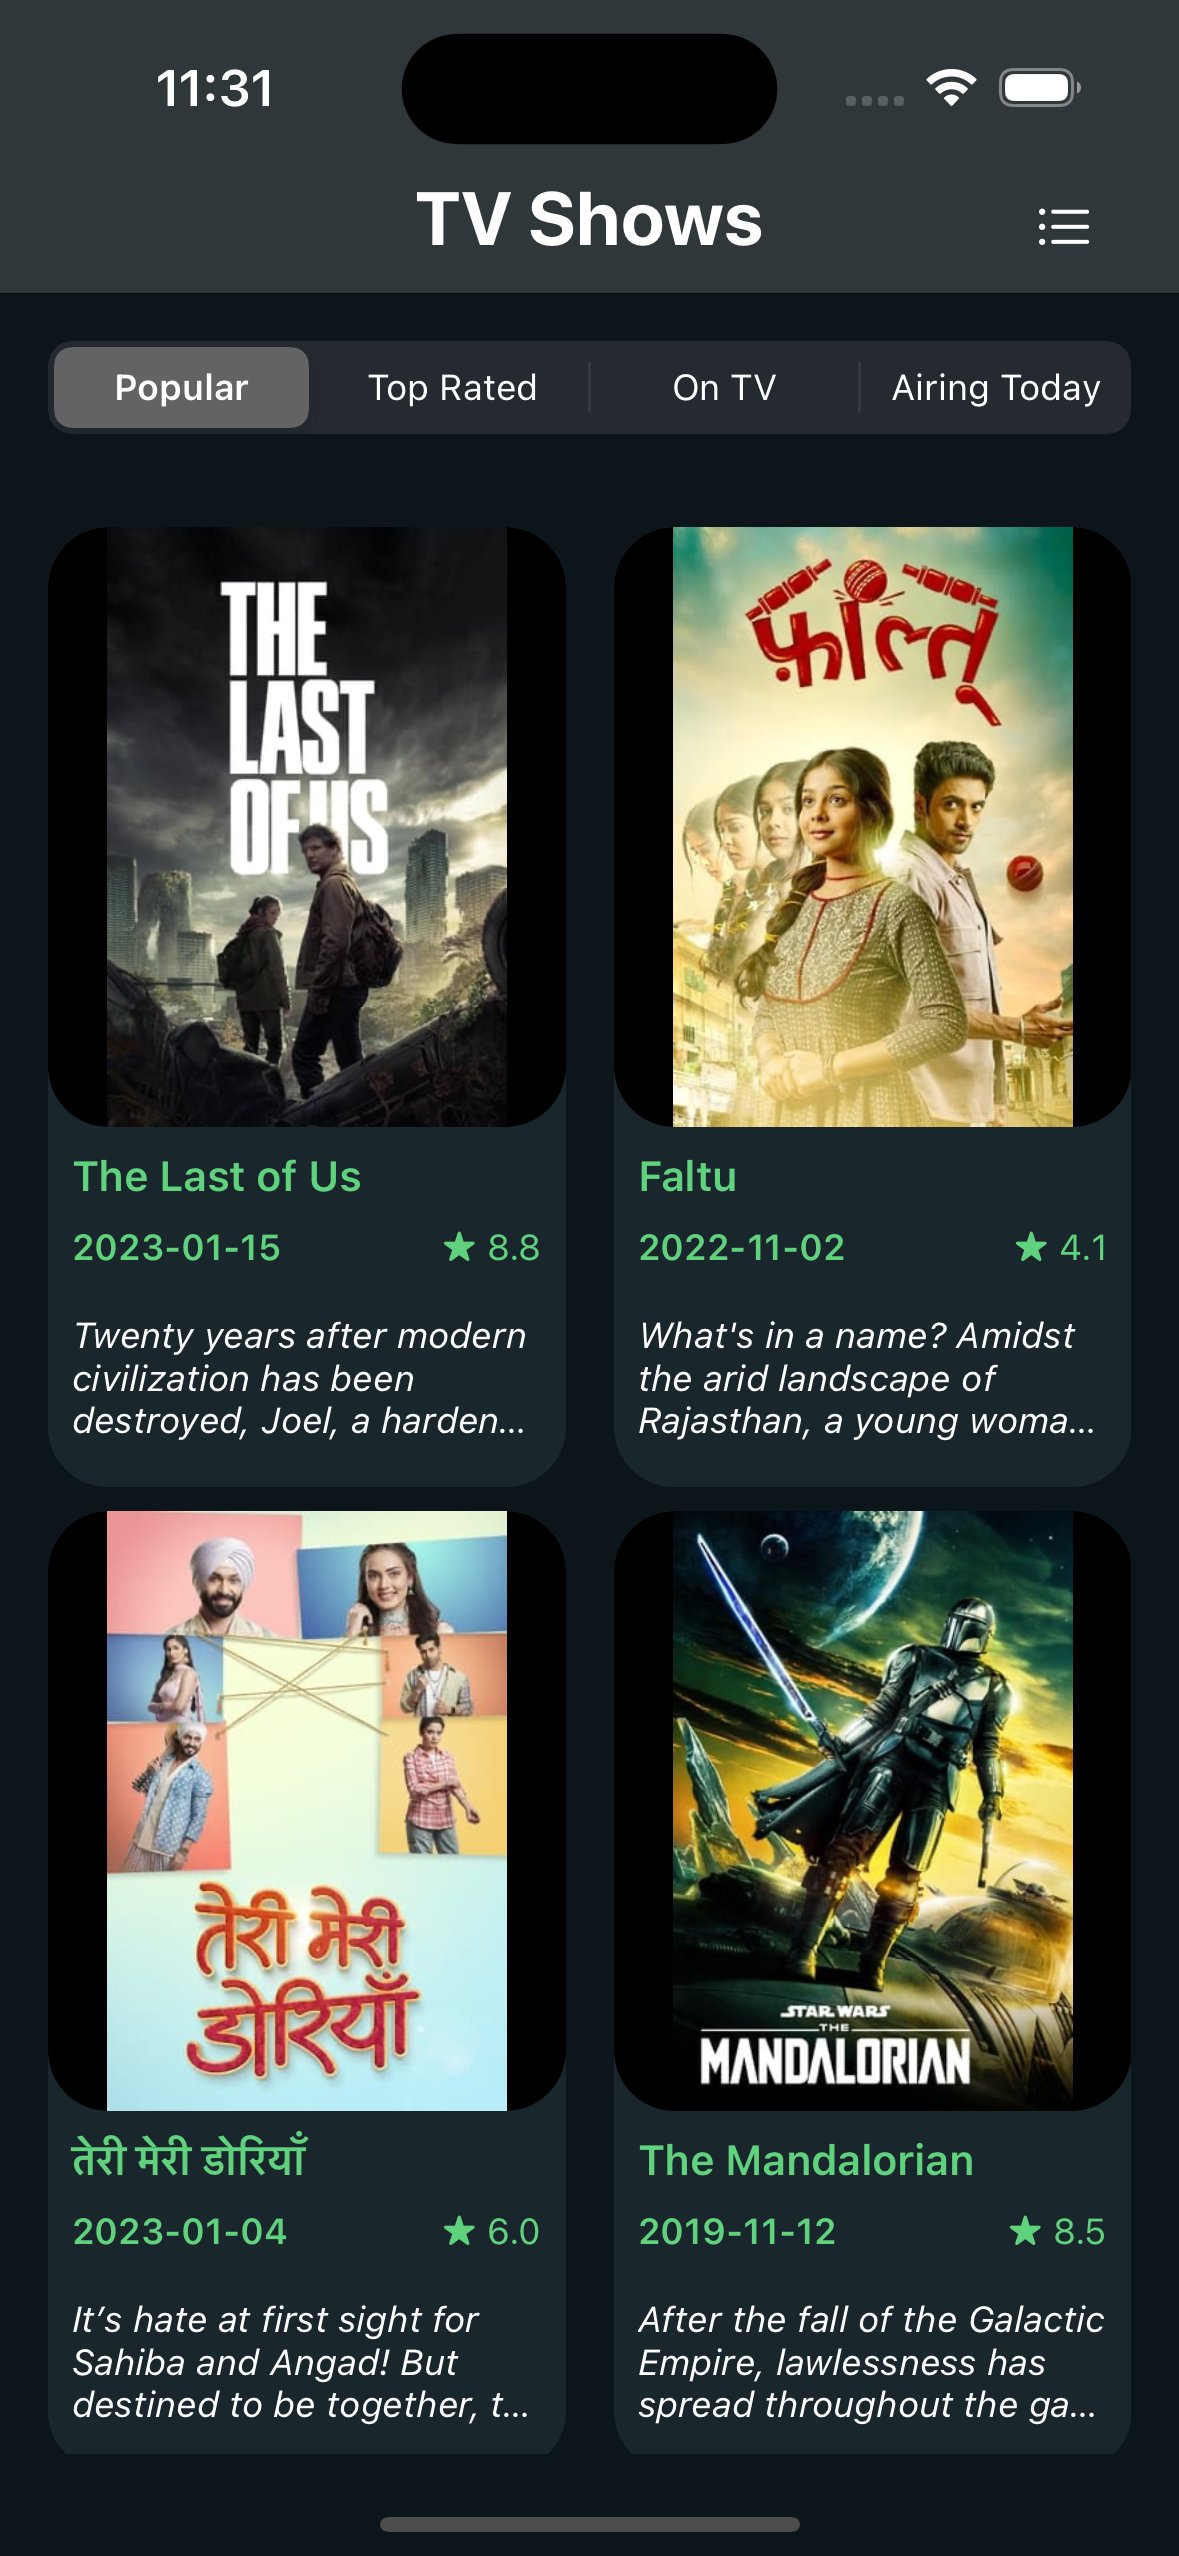 11:31
TV Shows
Popular
Top Rated
On TV
Airing Today
THE
LAST
OF US
फ़ालतू
The Last of Us
2023-01-15
★ 8.8
Twenty years after modern
civilization has been
destroyed, Joel, a harden...
Faltu
2022-11-02
★ 4.1
What's in a name? Amidst
the arid landscape of
Rajasthan, a young woma...
तेरी मेरी
डोरियाँ
STAR WARS
THE
MANDALORIAN
तेरी मेरी डोरियाँ
2023-01-04
★ 6.0
It’s hate at first sight for
Sahiba and Angad! But
destined to be together, t...
The Mandalorian
2019-11-12
★ 8.5
After the fall of the Galactic
Empire, lawlessness has
spread throughout the ga...